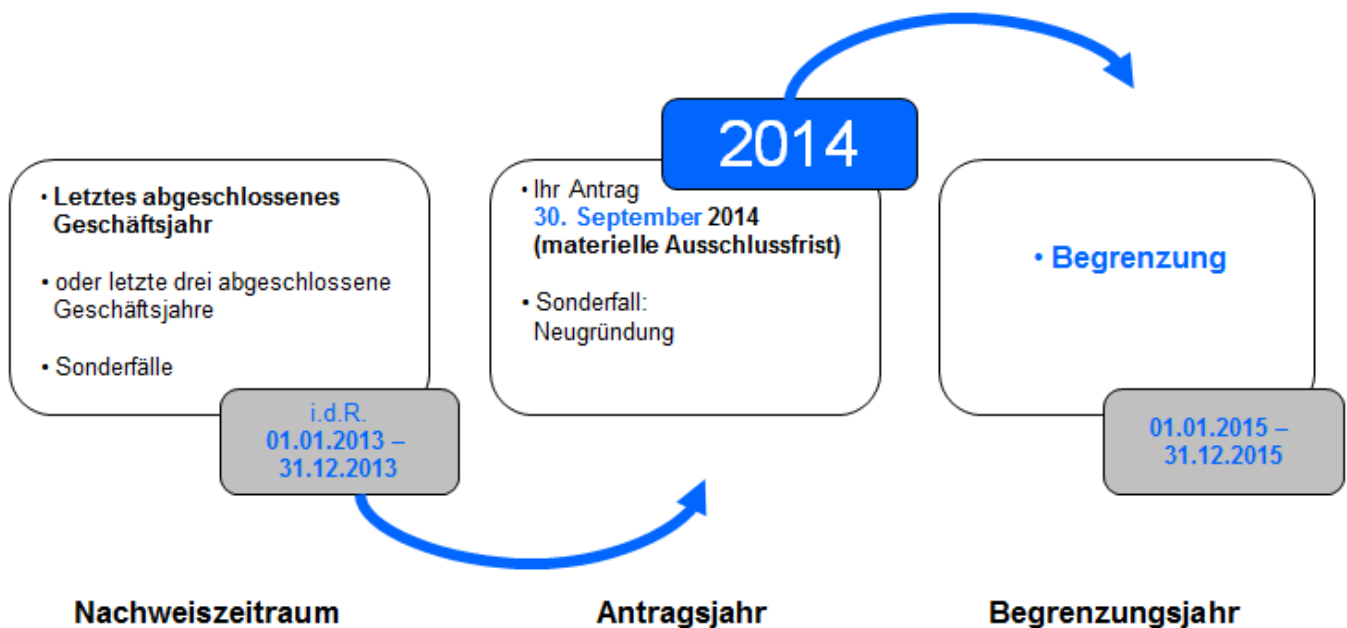 • Letztes abgeschlossenes
Geschäftsjahr
• oder letzte drei abgeschlossene
Geschäftsjahre
• Sonderfälle
i.d.R.
01.01.2013 –
31.12.2013
Nachweiszeitraum
2014
• Ihr Antrag
30. September 2014
(materielle Ausschlussfrist)
• Sonderfall:
Neugründung
Antragsjahr
• Begrenzung
01.01.2015 –
31.12.2015
Begrenzungsjahr